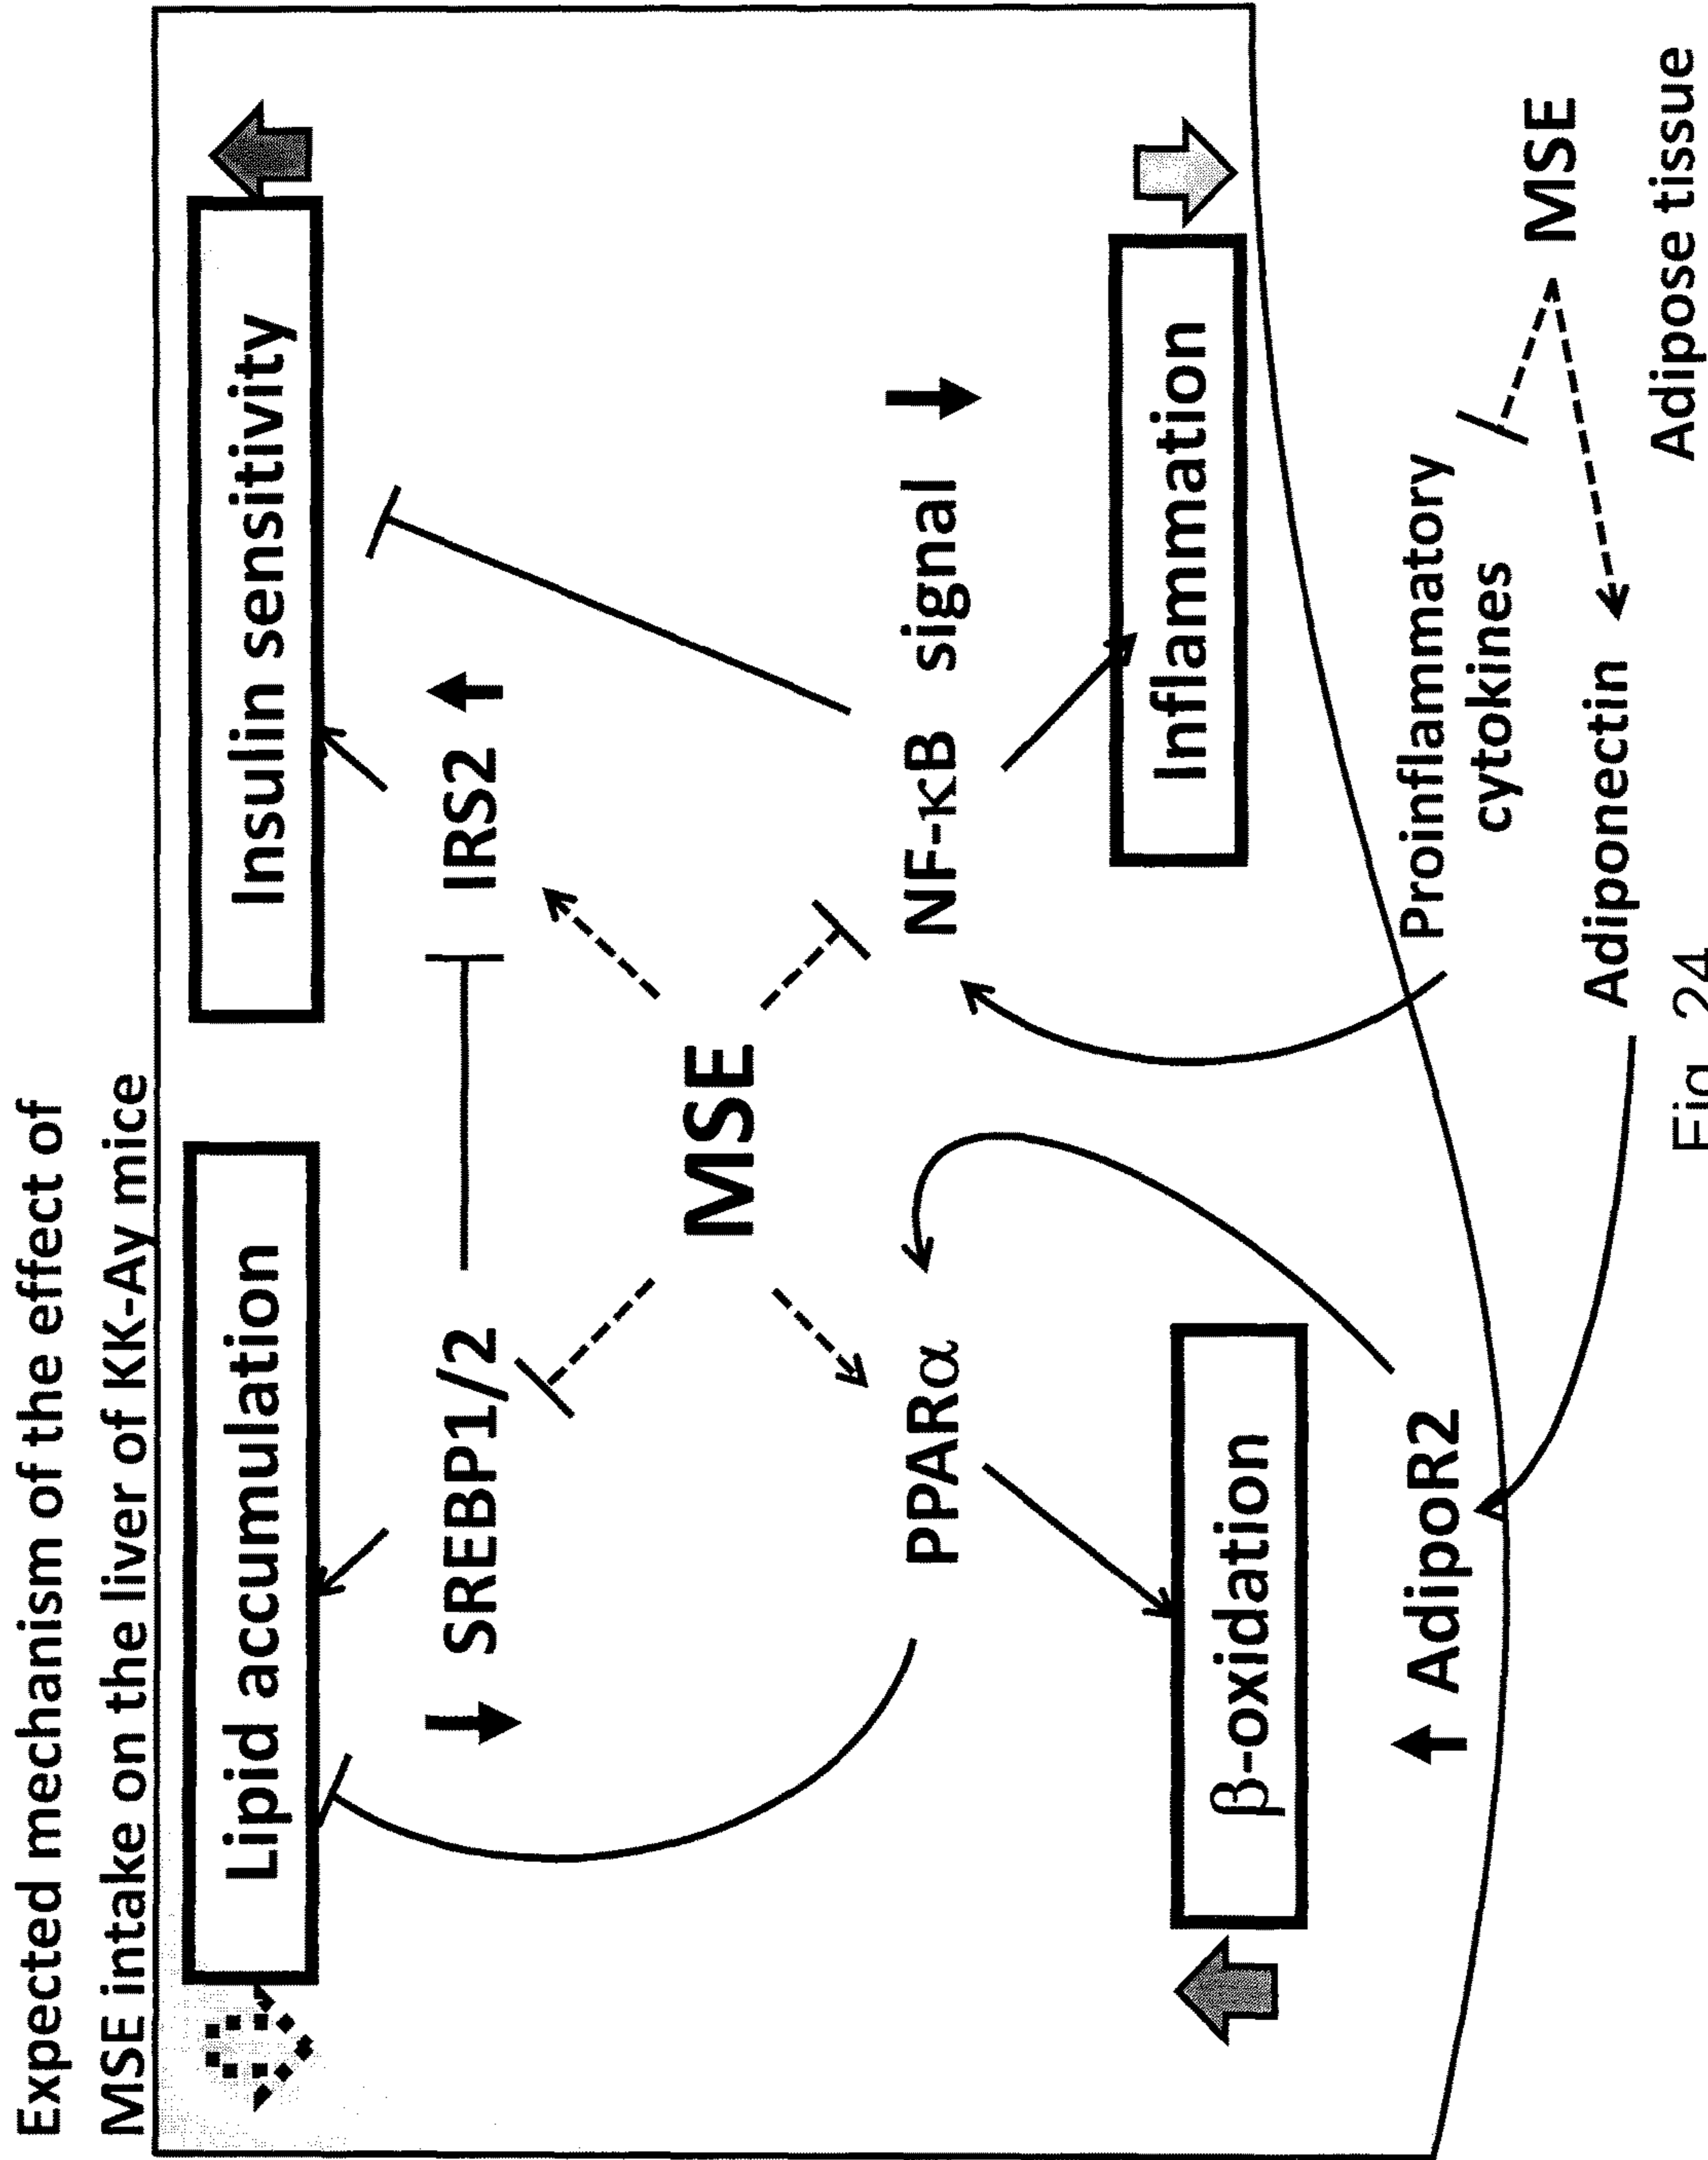 Expected mechanism of the effect of
MSE intake on the liver of KK-Ay mice
Lipid accumulation
Insulin sensitivity
SREBP1/2
IRS2
MSE
PPARα
NF-κB signal
β-oxidation
Inflammation
AdipoR2
Proinflammatory
cytokines
MSE
Adiponectin
Adipose tissue
Fig. 24